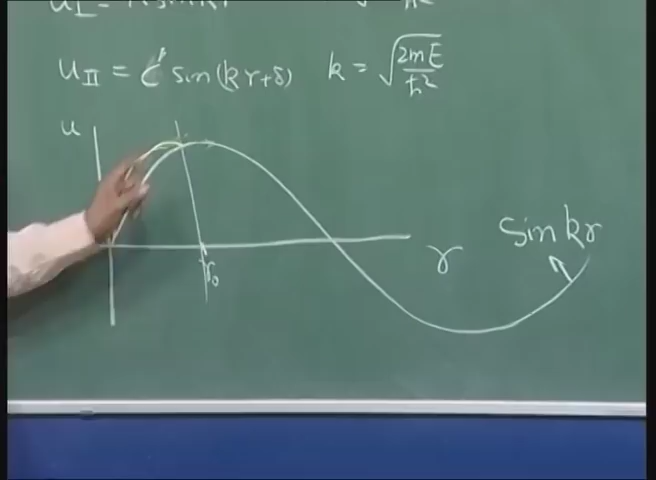 u_II = C' sin(kr+δ) k = √(2mE/ħ²)
u
sin kr
r
r₀